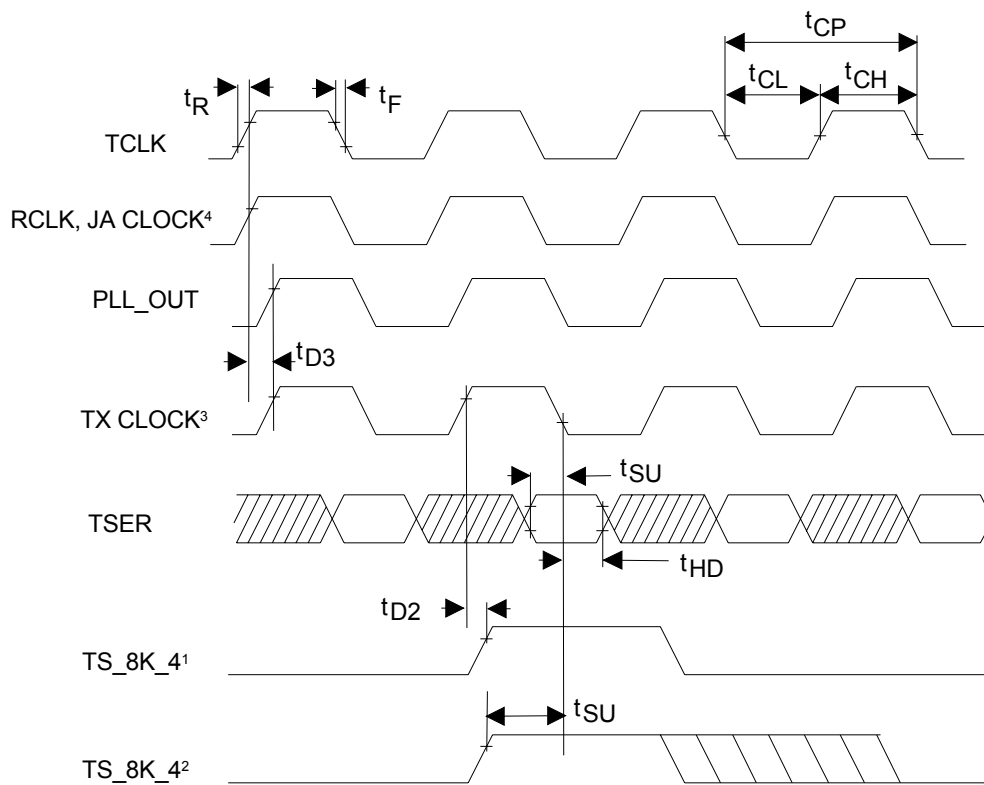 tCP
tCL tCH
tR tF
TCLK
RCLK, JA CLOCK⁴
PLL_OUT
tD3
TX CLOCK³
tSU
TSER
tHD
tD2
TS_8K_4¹
tSU
TS_8K_4²